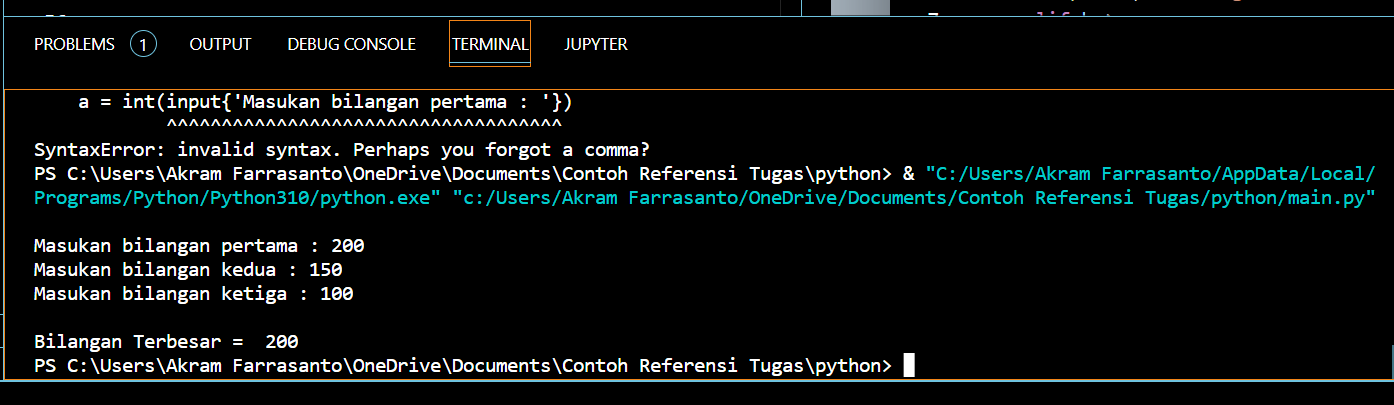 PROBLEMS 1 OUTPUT DEBUG CONSOLE TERMINAL JUPYTER
a = int(input{'Masukan bilangan pertama : '})
^^^^^^^^^^^^^^^^^^^^^^^^^^^^^^^^^^^^
SyntaxError: invalid syntax. Perhaps you forgot a comma?
PS C:\Users\Akram Farrasanto\OneDrive\Documents\Contoh Referensi Tugas\python> & "C:/Users/Akram Farrasanto/AppData/Local/
Programs/Python/Python310/python.exe" "c:/Users/Akram Farrasanto/OneDrive/Documents/Contoh Referensi Tugas/python/main.py"
Masukan bilangan pertama : 200
Masukan bilangan kedua : 150
Masukan bilangan ketiga : 100
Bilangan Terbesar =  200
PS C:\Users\Akram Farrasanto\OneDrive\Documents\Contoh Referensi Tugas\python>